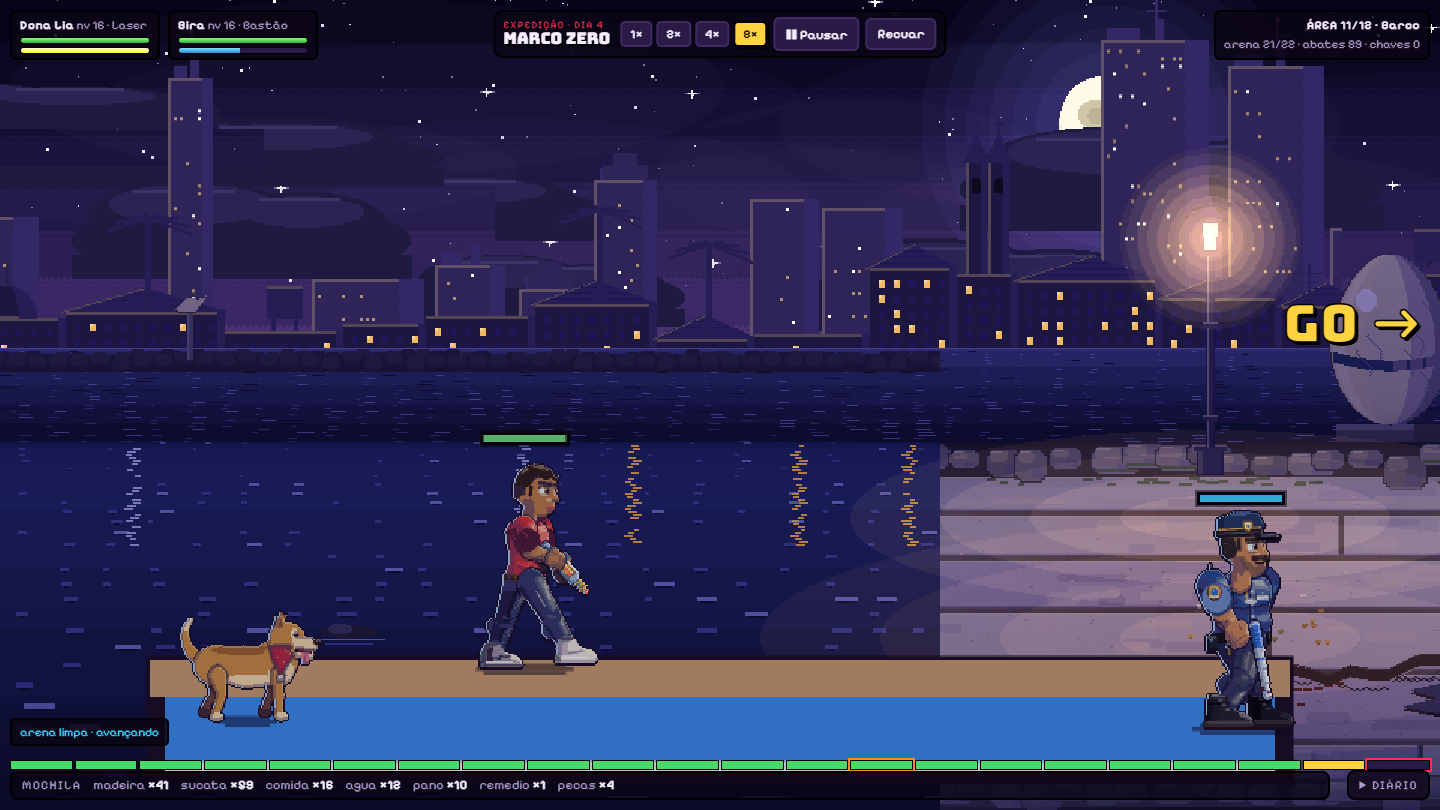 Dona Lia nv 16 · Laser
Bira nv 16 · Bastão
EXPEDIÇÃO · DIA 4
MARCO ZERO
1×
2×
4×
8×
Pausar
Recuar
ÁREA 11/18 · Barco
arena 21/22 · abates 89 · chaves 0
GO →
arena limpa · avançando
MOCHILA madeira ×41 sucata ×99 comida ×16 agua ×18 pano ×10 remedio ×1 pecas ×4
▶ DIÁRIO